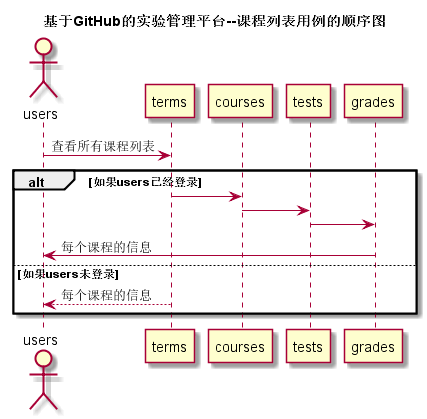 基于GitHub的实验管理平台--课程列表用例的顺序图
users
terms courses tests grades
查看所有课程列表
alt [如果users已经登录]
每个课程的信息
[如果users未登录]
每个课程的信息
users
terms courses tests grades